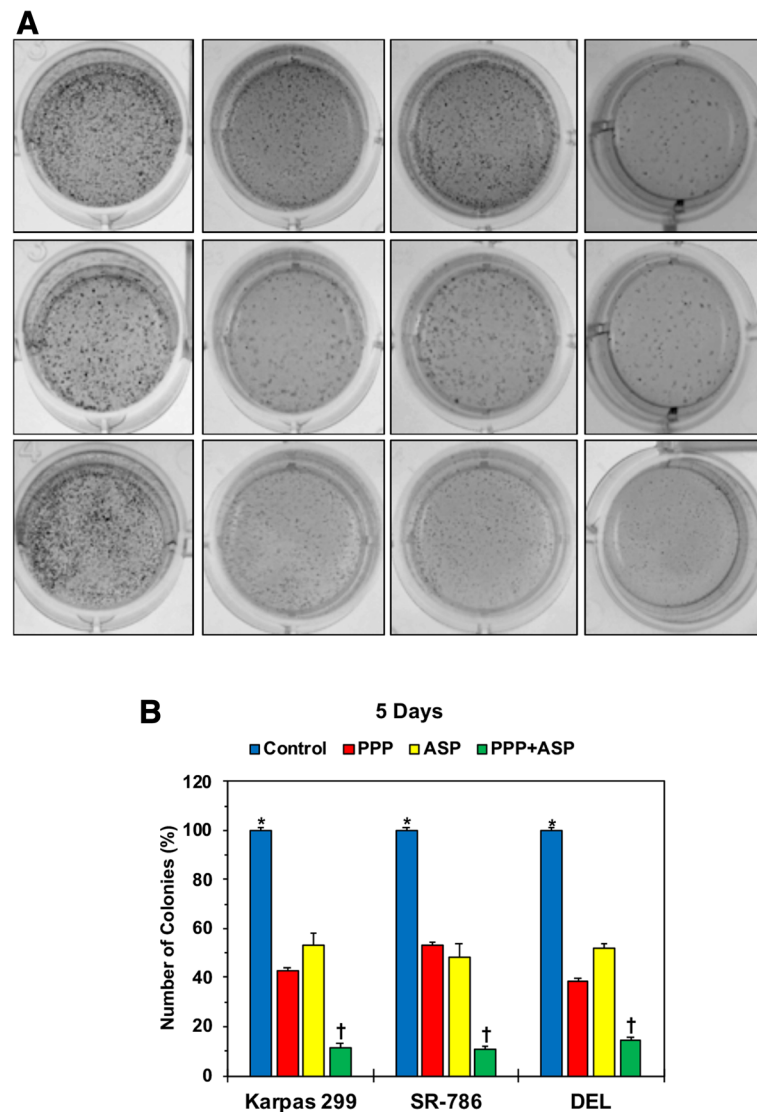 A
B
5 Days
Control PPP ASP PPP+ASP
Number of Colonies (%)
120
100
80
60
40
20
0
* * *
† † †
Karpas 299 SR-786 DEL